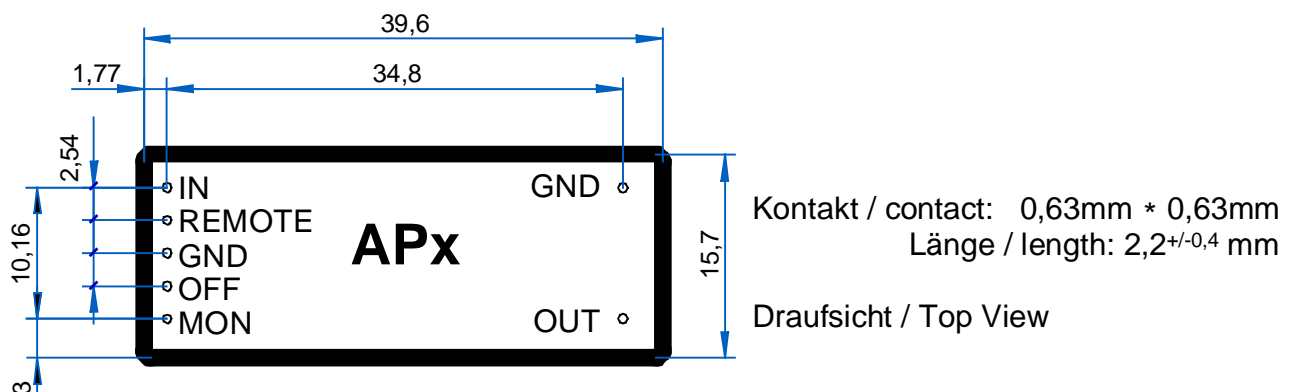 39,6
1,77
34,8
2,54
IN
GND
REMOTE
APx
GND
OFF
MON
OUT
10,16
15,7
Kontakt / contact: 0,63mm * 0,63mm
Länge / length: 2,2+/-0,4 mm
Draufsicht / Top View